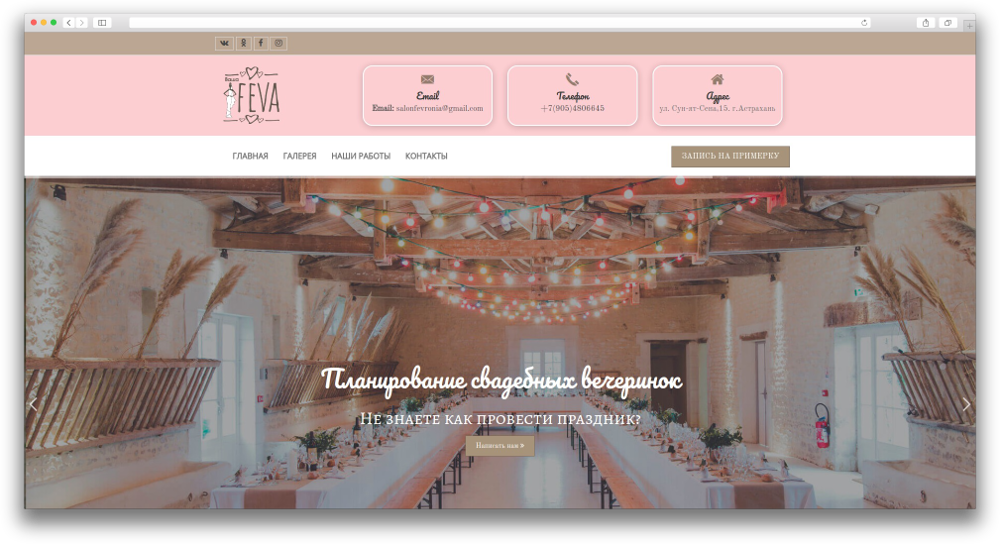 Ваша
FEVA
Email
Email: salonfevronia@gmail.com
Телефон
+7(905)4806645
Адрес
ул. Сун-ят-Сена,15. г.Астрахань
ГЛАВНАЯ
ГАЛЕРЕЯ
НАШИ РАБОТЫ
КОНТАКТЫ
ЗАПИСЬ НА ПРИМЕРКУ
Планирование свадебных вечеринок
Не знаете как провести праздник?
Написать нам »